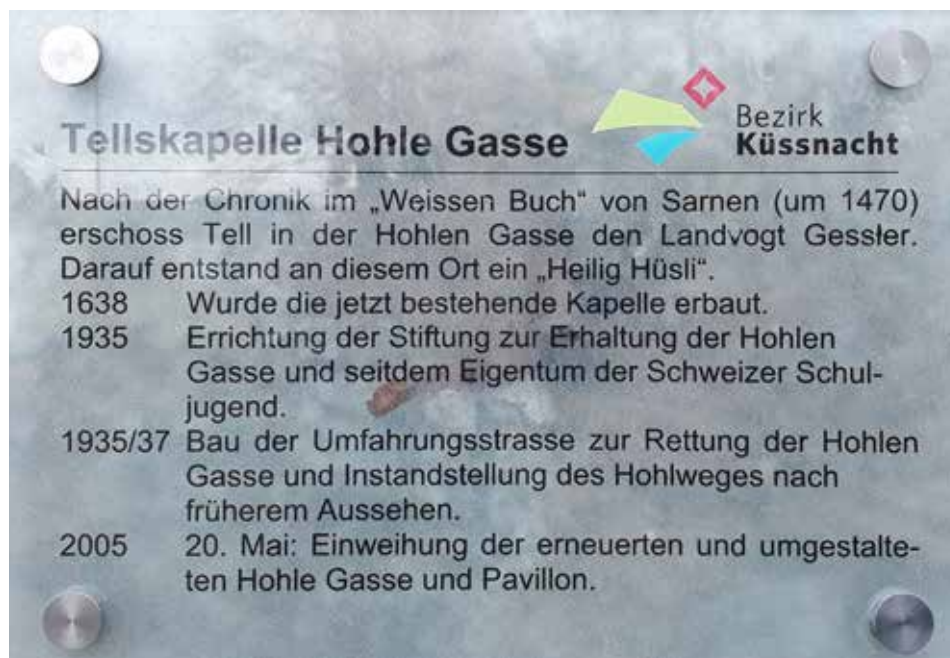 Tellskapelle Hohle Gasse
Bezirk
Küssnacht
Nach der Chronik im „Weissen Buch“ von Sarnen (um 1470)
erschoss Tell in der Hohlen Gasse den Landvogt Gessler.
Darauf entstand an diesem Ort ein „Heilig Hüsli“.
1638 Wurde die jetzt bestehende Kapelle erbaut.
1935 Errichtung der Stiftung zur Erhaltung der Hohlen
Gasse und seitdem Eigentum der Schweizer Schul-
jugend.
1935/37 Bau der Umfahrungsstrasse zur Rettung der Hohlen
Gasse und Instandstellung des Hohlweges nach
früherem Aussehen.
2005 20. Mai: Einweihung der erneuerten und umgestalte-
ten Hohle Gasse und Pavillon.